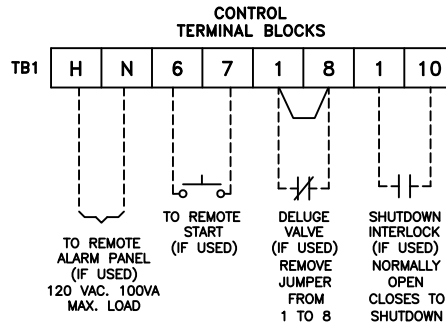 CONTROL
TERMINAL BLOCKS
TB1 H N 6 7 1 8 1 10
TO REMOTE
ALARM PANEL
(IF USED)
120 VAC. 100VA
MAX. LOAD
TO REMOTE
START
(IF USED)
DELUGE
VALVE
(IF USED)
REMOVE
JUMPER
FROM
1 TO 8
SHUTDOWN
INTERLOCK
(IF USED)
NORMALLY
OPEN
CLOSES TO
SHUTDOWN